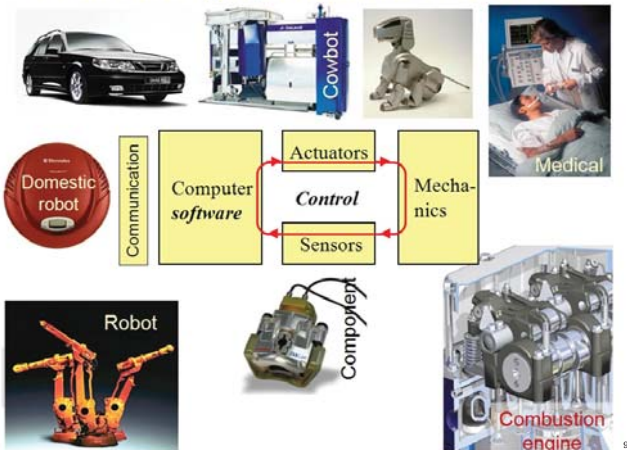 Cowbot
Medical
Domestic
robot
Communication
Computer
software
Actuators
Control
Sensors
Mecha-
nics
Robot
Component
Combustion
engine
9